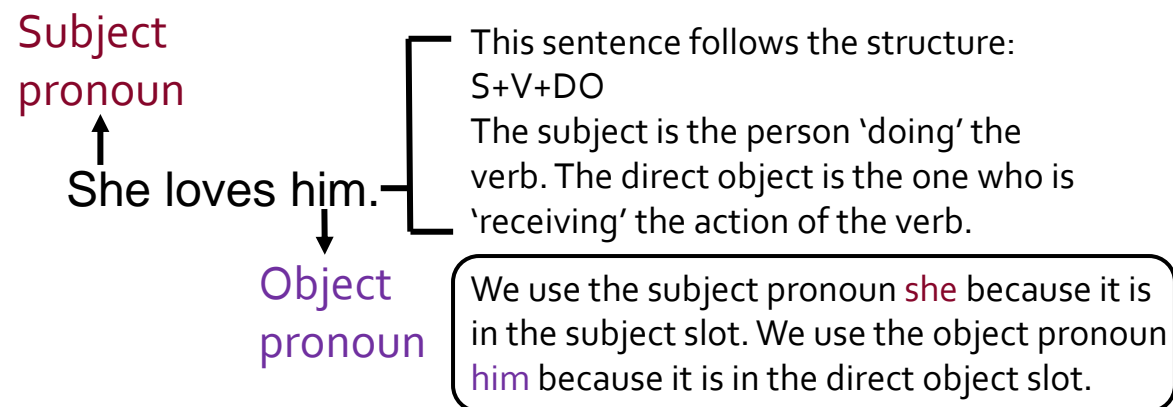 Subject
pronoun
She loves him.
Object
pronoun
This sentence follows the structure:
S+V+DO
The subject is the person ‘doing’ the
verb. The direct object is the one who is
‘receiving’ the action of the verb.
We use the subject pronoun she because it is
in the subject slot. We use the object pronoun
him because it is in the direct object slot.